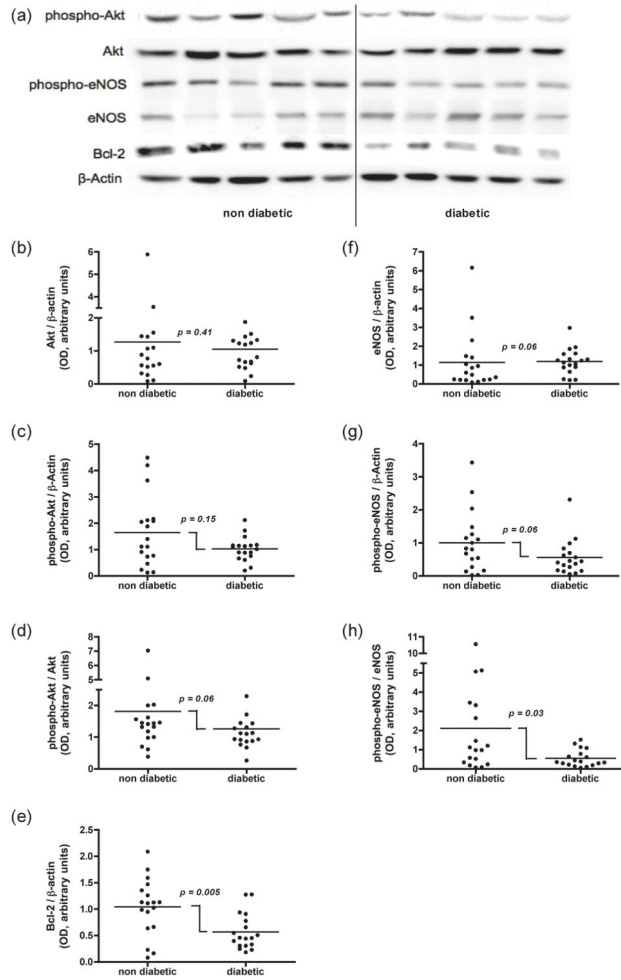 (a)
phospho-Akt
Akt
phospho-eNOS
eNOS
Bcl-2
β-Actin
non diabetic diabetic
(b)
Akt / β-actin
(OD, arbitrary units)
6
5
4
3
2
1
0
p = 0.41
non diabetic diabetic
(c)
phospho-Akt / β-Actin
(OD, arbitrary units)
5
4
3
2
1
0
p = 0.15
non diabetic diabetic
(d)
phospho-Akt / Akt
(OD, arbitrary units)
8
7
6
5
4
3
2
1
0
p = 0.06
non diabetic diabetic
(e)
Bcl-2 / β-actin
(OD, arbitrary units)
2.5
2.0
1.5
1.0
0.5
0.0
p = 0.005
non diabetic diabetic
(f)
eNOS / β-actin
(OD, arbitrary units)
7
6
5
4
3
2
1
0
p = 0.06
non diabetic diabetic
(g)
phospho-eNOS / β-Actin
(OD, arbitrary units)
4
3
2
1
0
p = 0.06
non diabetic diabetic
(h)
phospho-eNOS / eNOS
(OD, arbitrary units)
11
10
5
4
3
2
1
0
p = 0.03
non diabetic diabetic